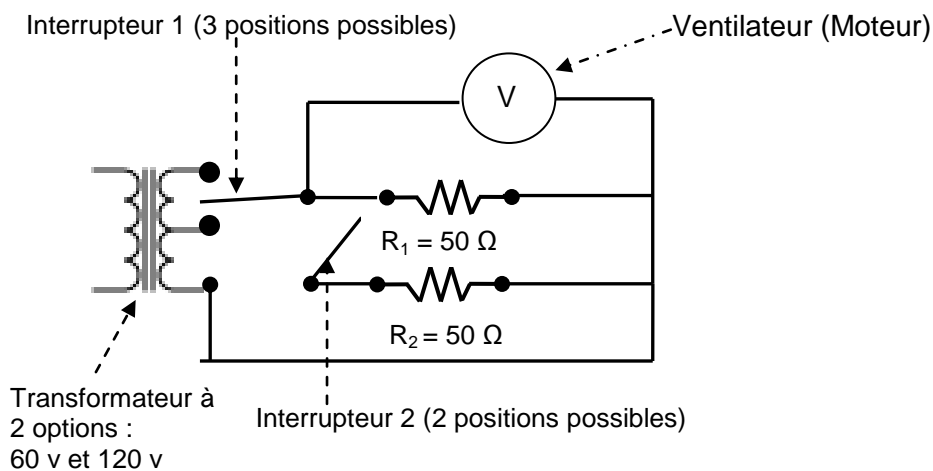 Interrupteur 1 (3 positions possibles)
Ventilateur (Moteur)
V
R₁ = 50 Ω
R₂ = 50 Ω
Transformateur à
2 options :
60 v et 120 v
Interrupteur 2 (2 positions possibles)